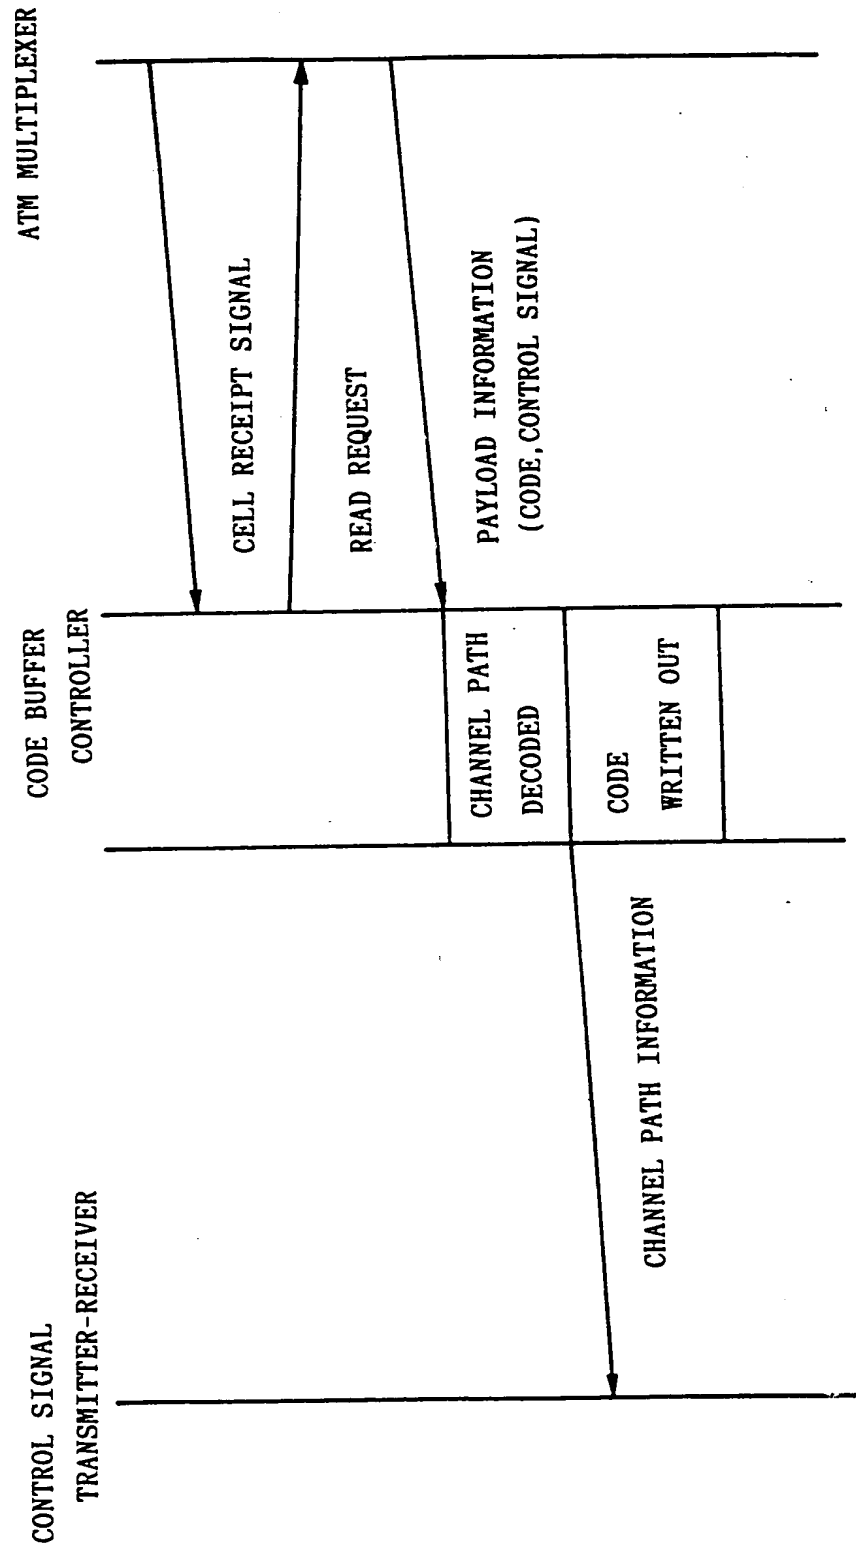 CONTROL SIGNAL
TRANSMITTER-RECEIVER
CODE BUFFER
CONTROLLER
ATM MULTIPLEXER
CELL RECEIPT SIGNAL
READ REQUEST
PAYLOAD INFORMATION
(CODE,CONTROL SIGNAL)
CHANNEL PATH
DECODED
CODE
WRITTEN OUT
CHANNEL PATH INFORMATION